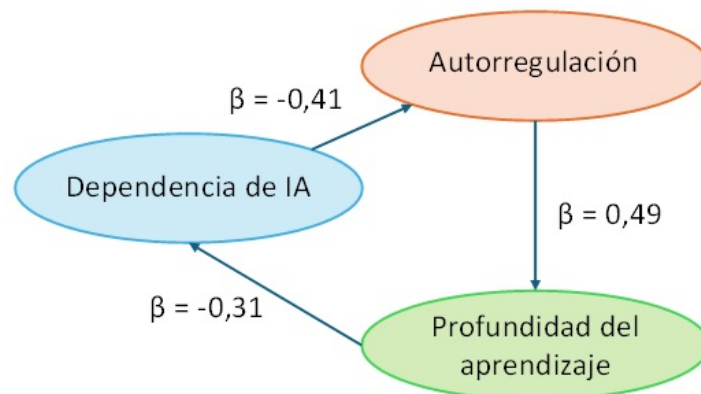 Autorregulación
β = -0,41
Dependencia de IA
β = 0,49
β = -0,31
Profundidad del
aprendizaje